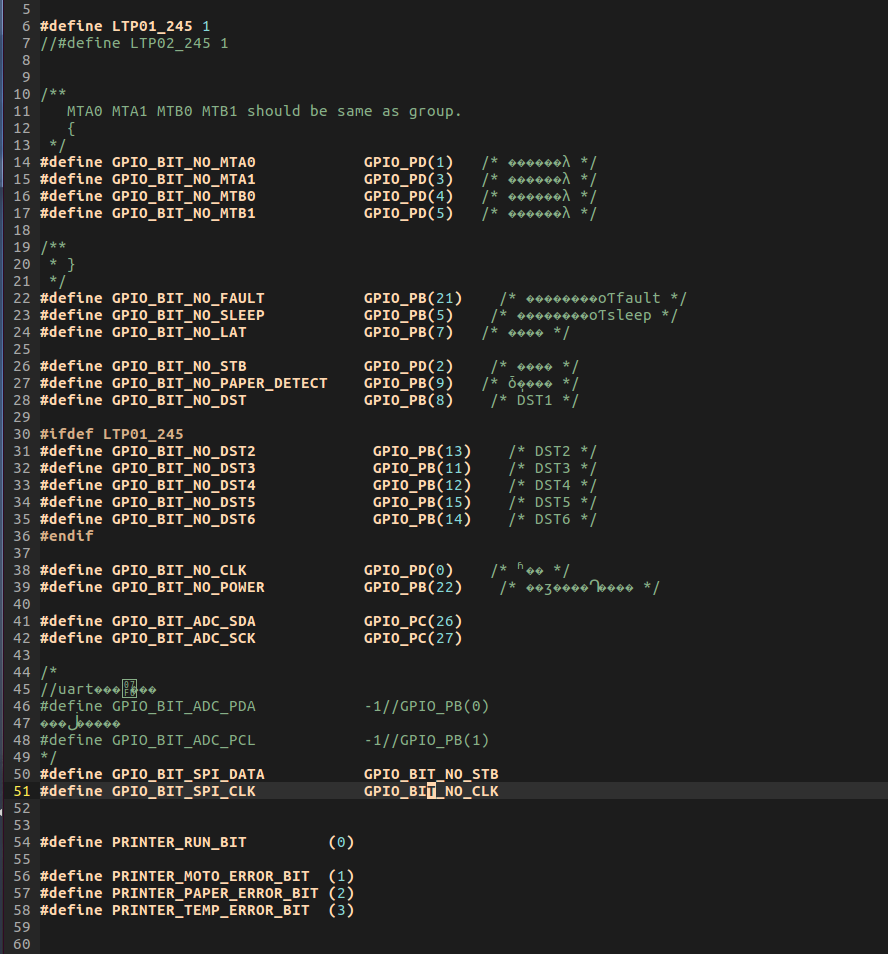 5
6 #define LTP01_245 1
7 //#define LTP02_245 1
8
9
10 /**
11 MTA0 MTA1 MTB0 MTB1 should be same as group.
12 {
13 */
14 #define GPIO_BIT_NO_MTA0 GPIO_PD(1) /* ������λ */
15 #define GPIO_BIT_NO_MTA1 GPIO_PD(3) /* ������λ */
16 #define GPIO_BIT_NO_MTB0 GPIO_PD(4) /* ������λ */
17 #define GPIO_BIT_NO_MTB1 GPIO_PD(5) /* ������λ */
18
19 /**
20 * }
21 */
22 #define GPIO_BIT_NO_FAULT GPIO_PB(21) /* fault */
23 #define GPIO_BIT_NO_SLEEP GPIO_PB(5) /* sleep */
24 #define GPIO_BIT_NO_LAT GPIO_PB(7) /* ���� */
25
26 #define GPIO_BIT_NO_STB GPIO_PD(2) /* ���� */
27 #define GPIO_BIT_NO_PAPER_DETECT GPIO_PB(9) /* */
28 #define GPIO_BIT_NO_DST GPIO_PB(8) /* DST1 */
29
30 #ifdef LTP01_245
31 #define GPIO_BIT_NO_DST2 GPIO_PB(13) /* DST2 */
32 #define GPIO_BIT_NO_DST3 GPIO_PB(11) /* DST3 */
33 #define GPIO_BIT_NO_DST4 GPIO_PB(12) /* DST4 */
34 #define GPIO_BIT_NO_DST5 GPIO_PB(15) /* DST5 */
35 #define GPIO_BIT_NO_DST6 GPIO_PB(14) /* DST6 */
36 #endif
37
38 #define GPIO_BIT_NO_CLK GPIO_PD(0) /* */
39 #define GPIO_BIT_NO_POWER GPIO_PB(22) /* */
40
41 #define GPIO_BIT_ADC_SDA GPIO_PC(26)
42 #define GPIO_BIT_ADC_SCK GPIO_PC(27)
43
44 /*
45 //uart
46 #define GPIO_BIT_ADC_PDA -1//GPIO_PB(0)
47
48 #define GPIO_BIT_ADC_PCL -1//GPIO_PB(1)
49 */
50 #define GPIO_BIT_SPI_DATA GPIO_BIT_NO_STB
51 #define GPIO_BIT_SPI_CLK GPIO_BIT_NO_CLK
52
53
54 #define PRINTER_RUN_BIT (0)
55
56 #define PRINTER_MOTO_ERROR_BIT (1)
57 #define PRINTER_PAPER_ERROR_BIT (2)
58 #define PRINTER_TEMP_ERROR_BIT (3)
59
60